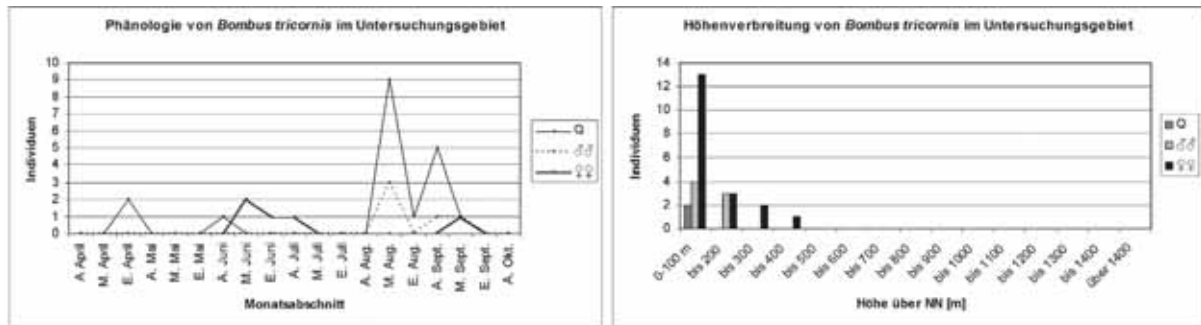 Phänologie von Bombus tricornis im Untersuchungsgebiet
Individuen
10
9
8
7
6
5
4
3
2
1
0
A. April
M. April
E. April
A. Mai
M. Mai
E. Mai
A. Juni
M. Juni
E. Juni
A. Juli
M. Juli
E. Juli
A. Aug.
M. Aug.
E. Aug.
A. Sept.
M. Sept.
E. Sept.
A. Okt.
Monatsabschnitt
Q
♂♂
♀♀
Höhenverbreitung von Bombus tricornis im Untersuchungsgebiet
Individuen
14
12
10
8
6
4
2
0
0-100 m
bis 200
bis 300
bis 400
bis 500
bis 600
bis 700
bis 800
bis 900
bis 1000
bis 1100
bis 1200
bis 1300
bis 1400
über 1400
Höhe über NN [m]
Q
♂♂
♀♀